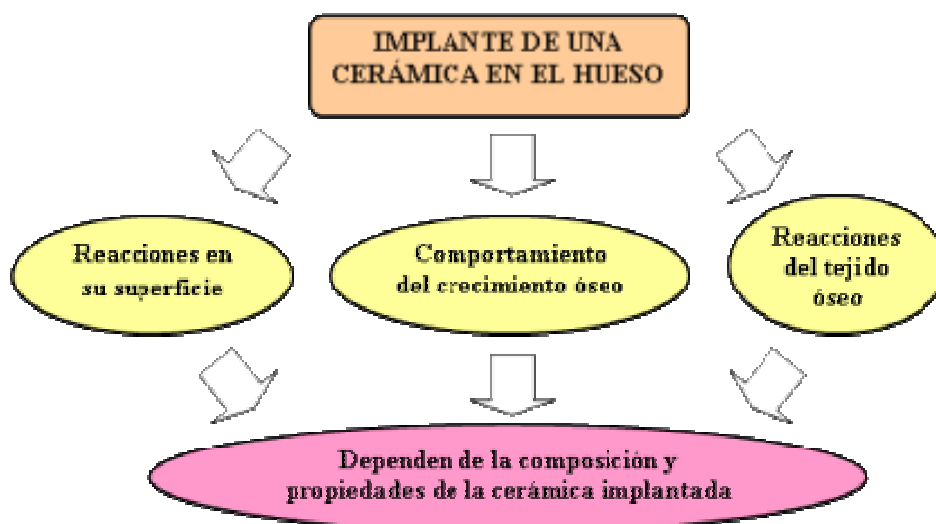 IMPLANTE DE UNA
CERÁMICA EN EL HUESO
Reacciones en
su superficie
Comportamiento
del crecimiento óseo
Reacciones
del tejido
óseo
Dependen de la composición y
propiedades de la cerámica implantada